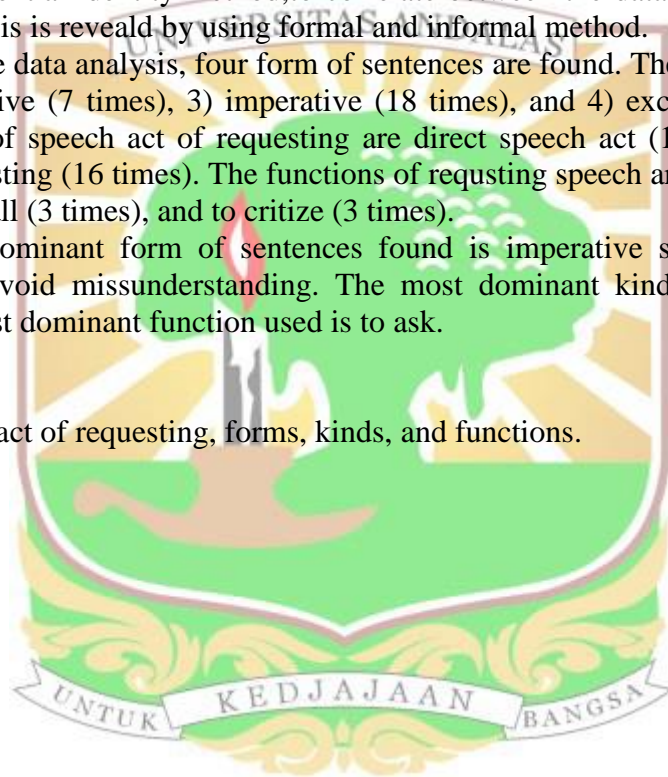 is is reveald by using formal and informal method.
UNIVERSITAS ANDALAS
e data analysis, four form of sentences are found. The
ive (7 times), 3) imperative (18 times), and 4) exc
of speech act of requesting are direct speech act (1
sting (16 times). The functions of requsting speech ar
all (3 times), and to critize (3 times).
ominant form of sentences found is imperative s
void missunderstanding. The most dominant kind
st dominant function used is to ask.
act of requesting, forms, kinds, and functions.
UNTUK KEDJAJAAN BANGSA